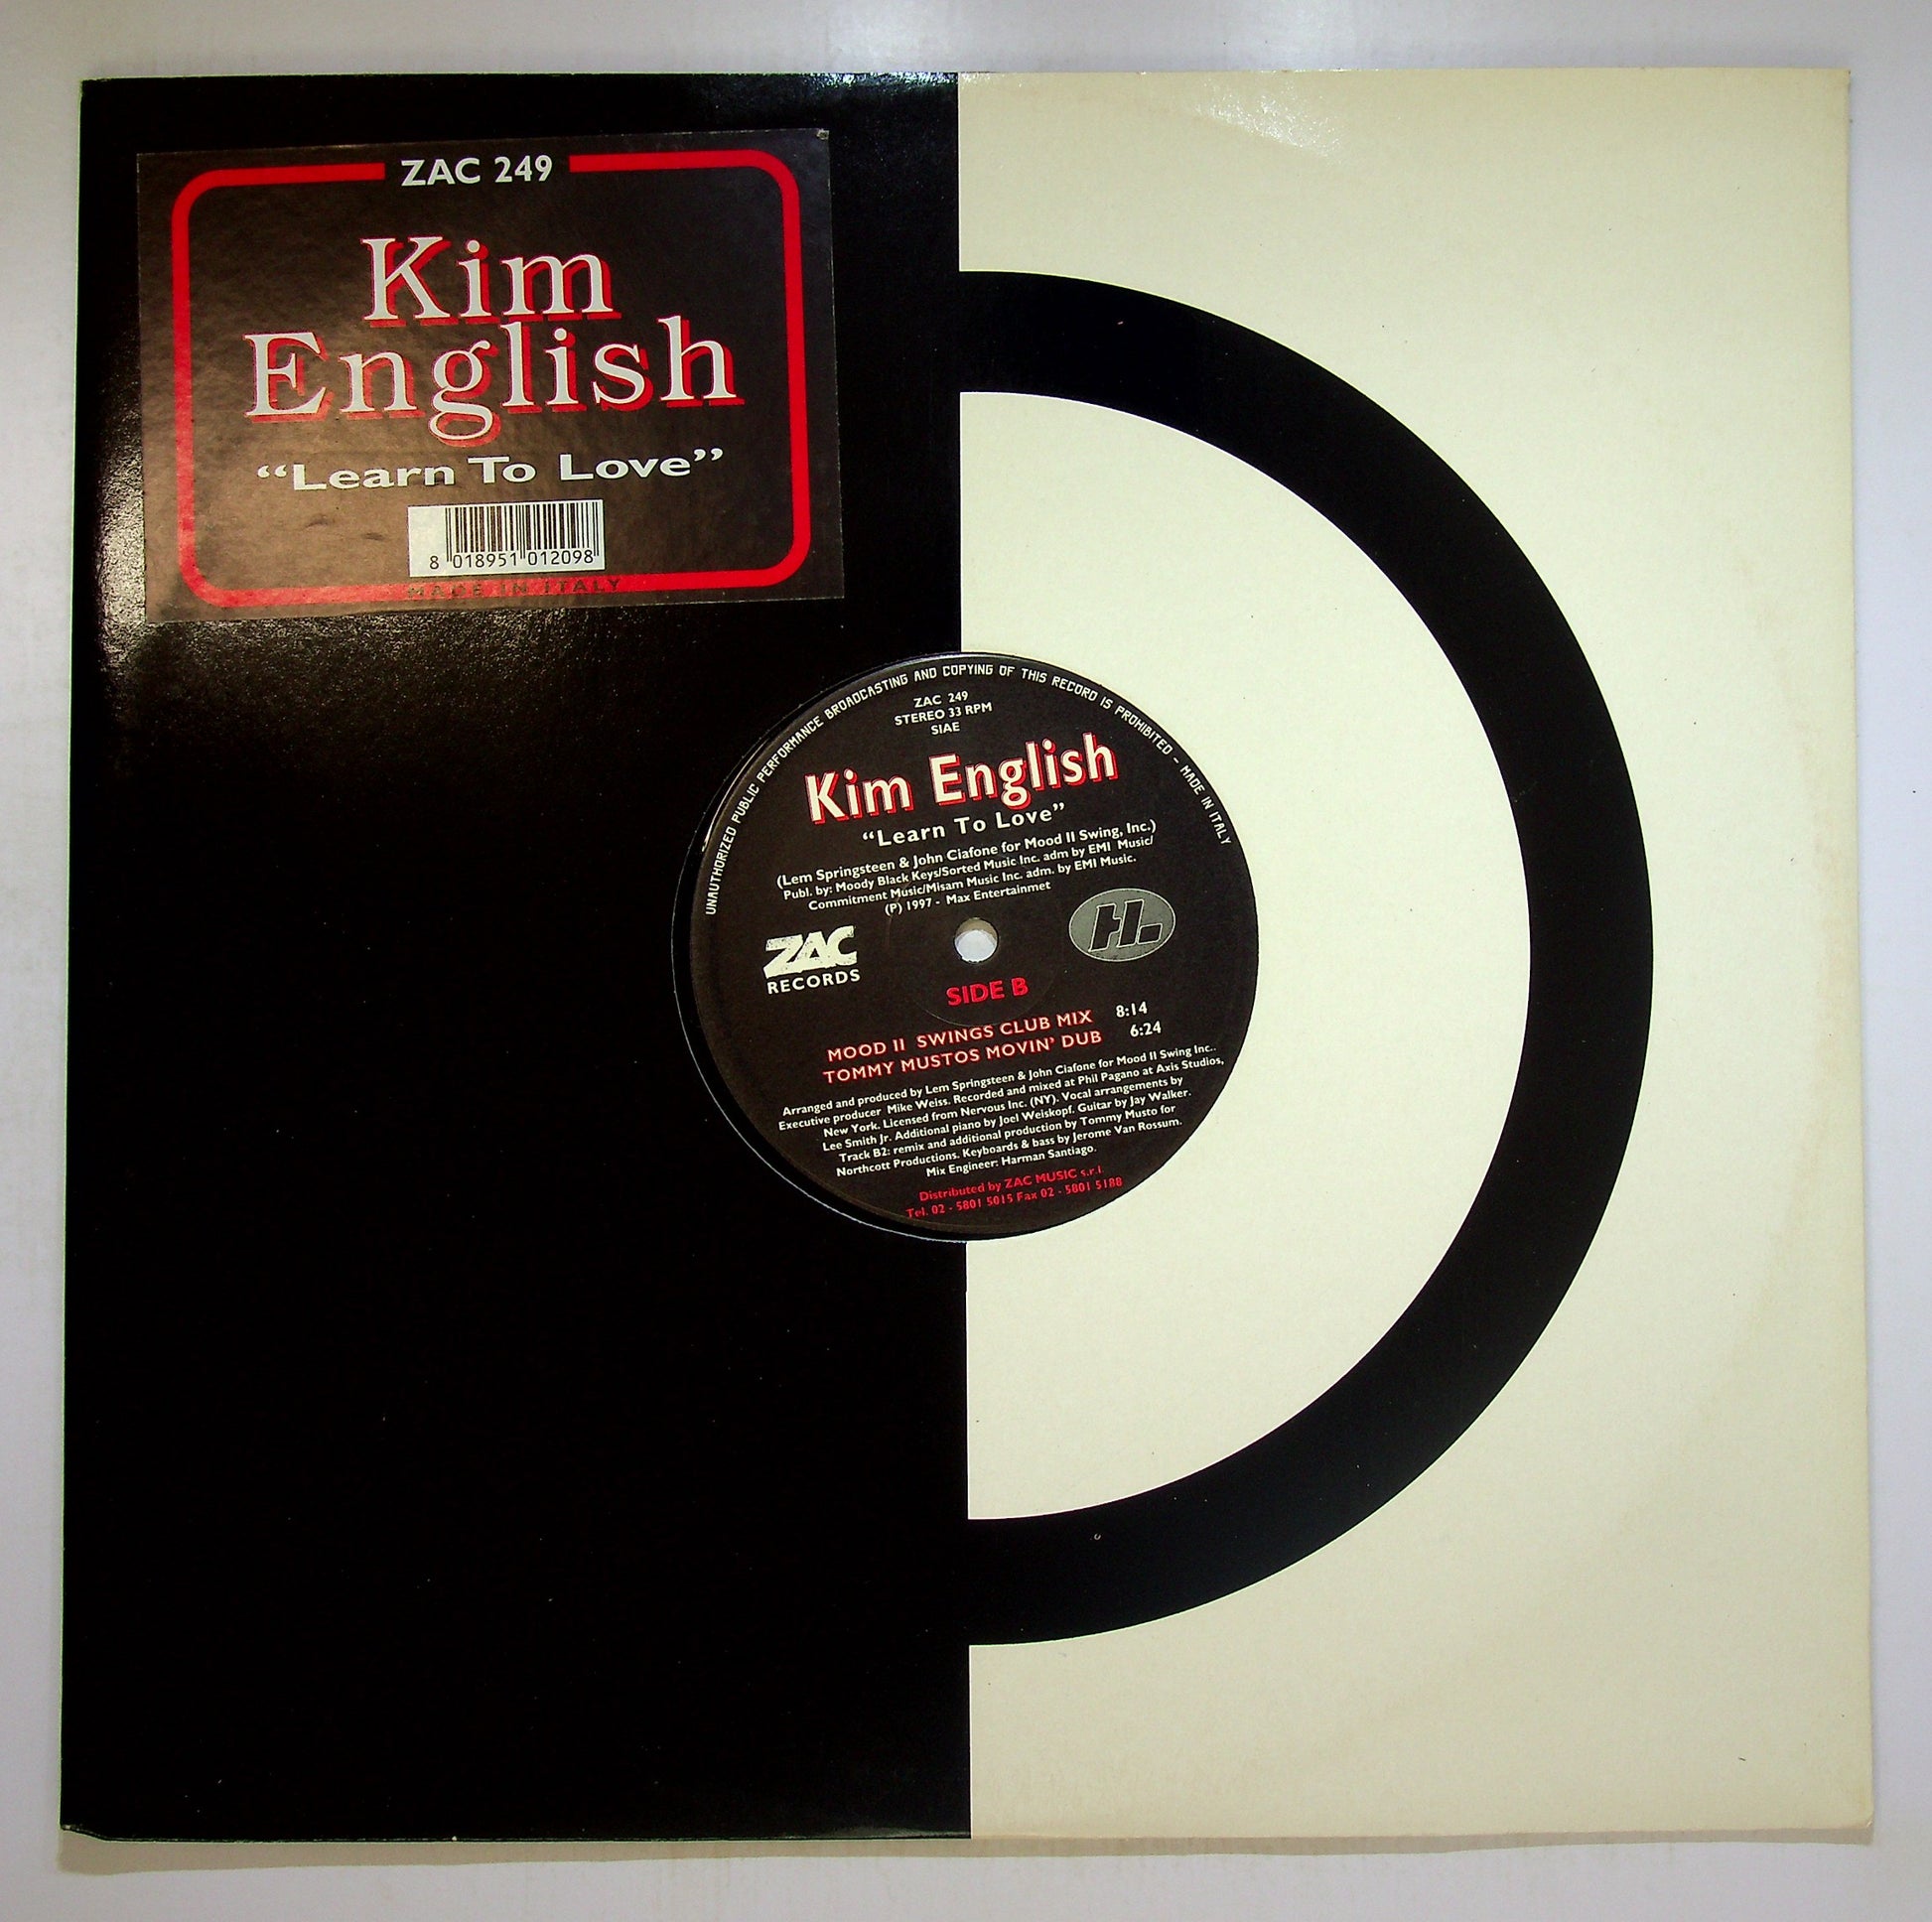 ZAC 249
Kim
English
“Learn To Love”
8 018951 012098
MADE IN ITALY
UNAUTHORIZED PUBLIC PERFORMANCE BROADCASTING AND COPYING OF THIS RECORD IS PROHIBITED - MADE IN ITALY
ZAC 249
STEREO 33 RPM
SIAE
Kim English
“Learn To Love”
(Lem Springsteen & John Ciafone for Mood II Swing, Inc.)
Publ. by: Moody Black Keys/Sorted Music Inc. adm by EMI Music/
Commitment Music/Misam Music Inc. adm. by EMI Music.
(P) 1997 - Max Entertainmet
ZAC
RECORDS
H.
SIDE B
MOOD II SWINGS CLUB MIX 8:14
TOMMY MUSTOS MOVIN’ DUB 6:24
Arranged and produced by Lem Springsteen & John Ciafone for Mood II Swing Inc..
Executive producer Mike Weiss. Recorded and mixed at Phil Pagano at Axis Studios,
New York. Licensed from Nervous Inc. (NY). Vocal arrangements by
Lee Smith Jr. Additional piano by Joel Weiskopf. Guitar by Jay Walker.
Track B2: remix and additional production by Tommy Musto for
Northcott Productions. Keyboards & bass by Jerome Van Rossum.
Mix Engineer: Harman Santiago.
Distributed by ZAC MUSIC s.r.l.
Tel. 02 - 5801 5015 Fax 02 - 5801 5188